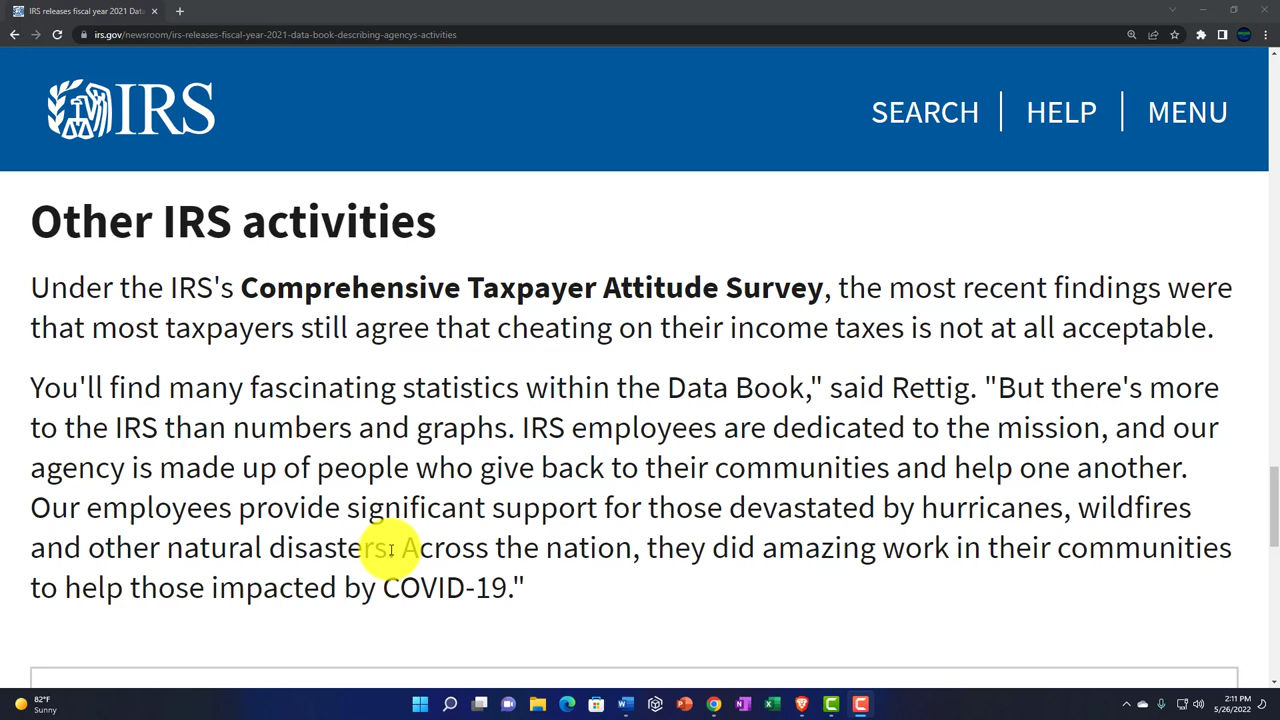 IRS releases fiscal year 2021 Dat
irs.gov/newsroom/irs-releases-fiscal-year-2021-data-book-describing-agencys-activities
IRS
SEARCH HELP MENU
Other IRS activities
Under the IRS's Comprehensive Taxpayer Attitude Survey, the most recent findings were
that most taxpayers still agree that cheating on their income taxes is not at all acceptable.
You'll find many fascinating statistics within the Data Book," said Rettig. "But there's more
to the IRS than numbers and graphs. IRS employees are dedicated to the mission, and our
agency is made up of people who give back to their communities and help one another.
Our employees provide significant support for those devastated by hurricanes, wildfires
and other natural disasters. Across the nation, they did amazing work in their communities
to help those impacted by COVID-19."
82°F
Sunny
2:11 PM
5/26/2022